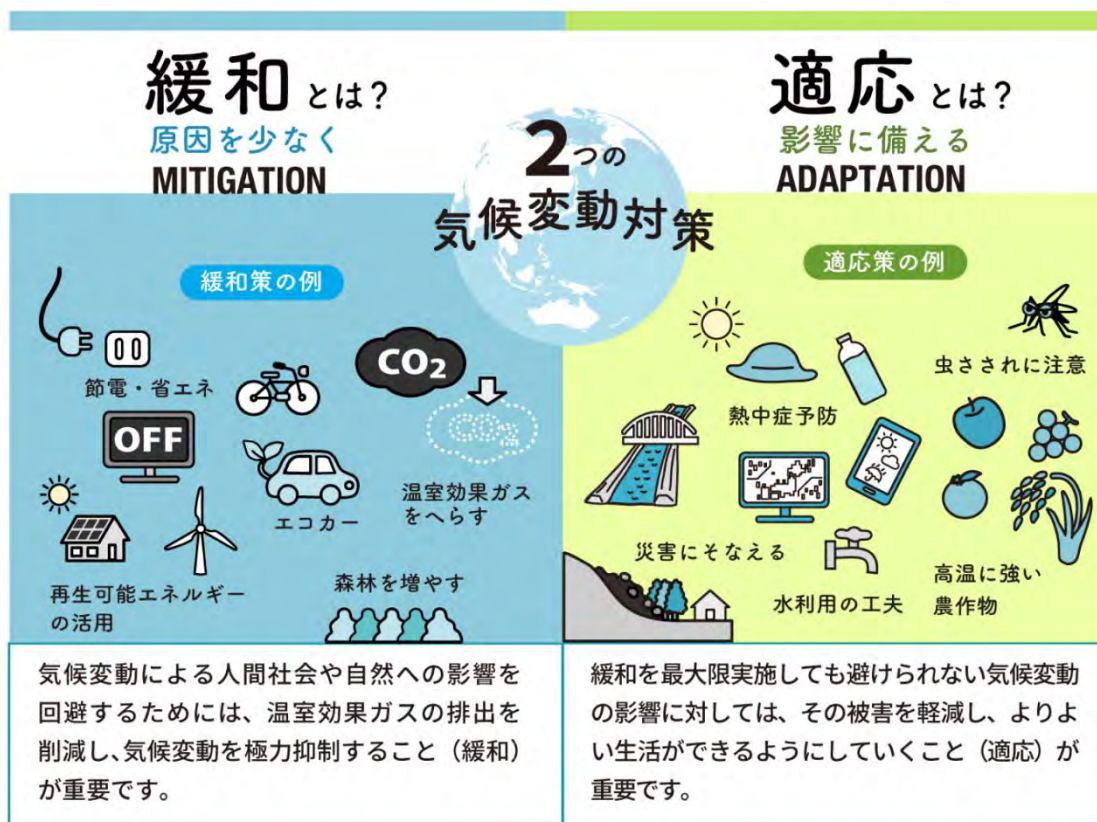 緩和とは?
原因を少なく
MITIGATION
2つの
気候変動対策
適応とは?
影響に備える
ADAPTATION
緩和策の例
節電・省エネ
OFF
CO2
CO2
温室効果ガス
をへらす
エコカー
再生可能エネルギー
の活用
森林を増やす
適応策の例
虫さされに注意
熱中症予防
災害にそなえる
水利用の工夫
高温に強い
農作物
気候変動による人間社会や自然への影響を
回避するためには、温室効果ガスの排出を
削減し、気候変動を極力抑制すること(緩和)
が重要です。
緩和を最大限実施しても避けられない気候変動
の影響に対しては、その被害を軽減し、よりよ
い生活ができるようにしていくこと(適応)が
重要です。